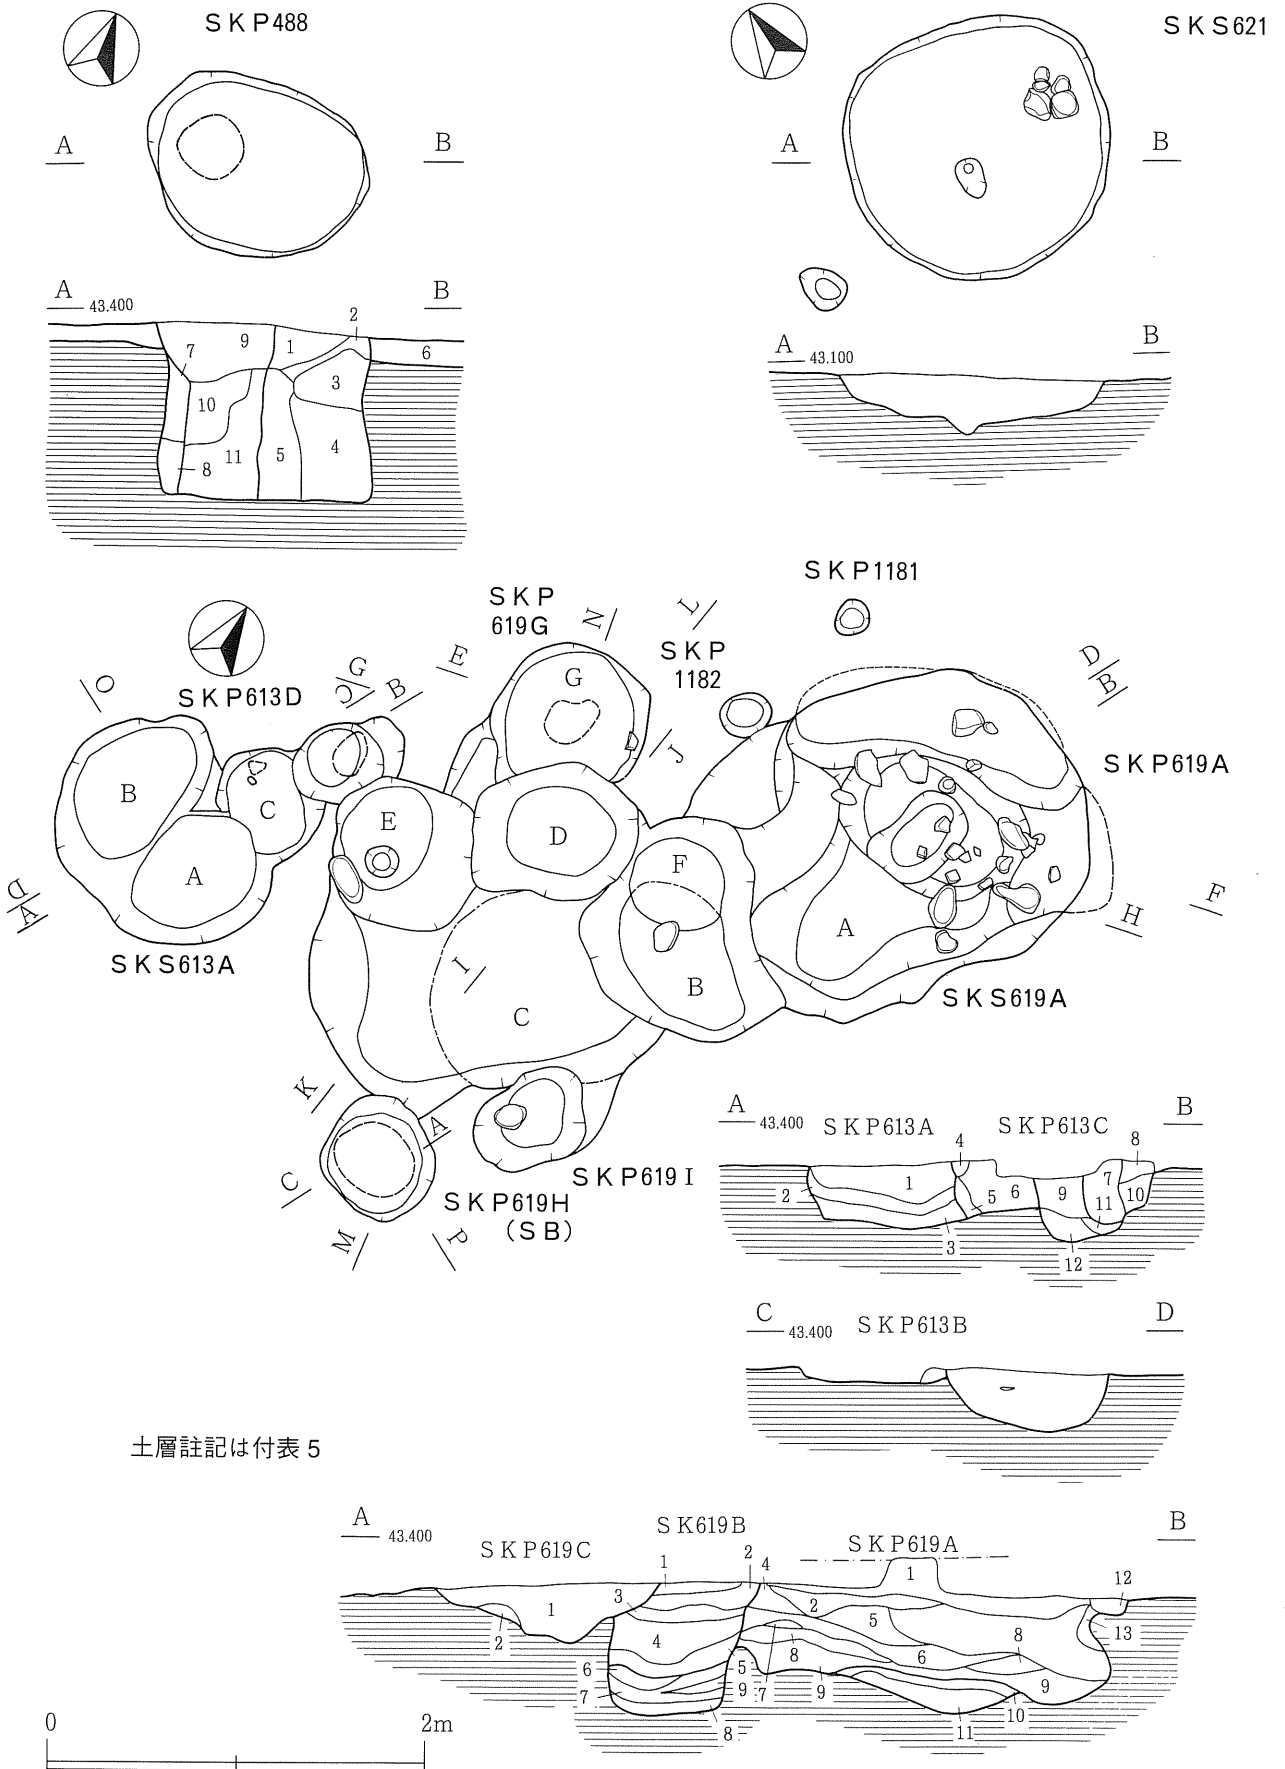 SKP488
A
B
A 43.400
B
2
7
9
1
6
3
10
4
5
11
8
SKS621
A
B
A 43.100
B
SKP1181
SKP
619G
N
L
SKP
1182
G
C
B
E
SKP613D
O
G
J
D
B
SKP619A
B
C
E
D
F
A
A
D
A
H
F
SKS613A
I
C
B
SKS619A
K
A
C
SKP619H
(SB)
SKP619I
M
P
A 43.400
SKP613A
SKP613C
B
4
8
1
7
2
5
6
9
11
10
3
12
C 43.400
SKP613B
D
土層註記は付表5
A 43.400
SKP619C
SK619B
SKP619A
B
1
2
4
1
12
3
1
2
5
13
2
4
8
8
6
5
6
7
9
7
9
9
10
8
11
0
2m